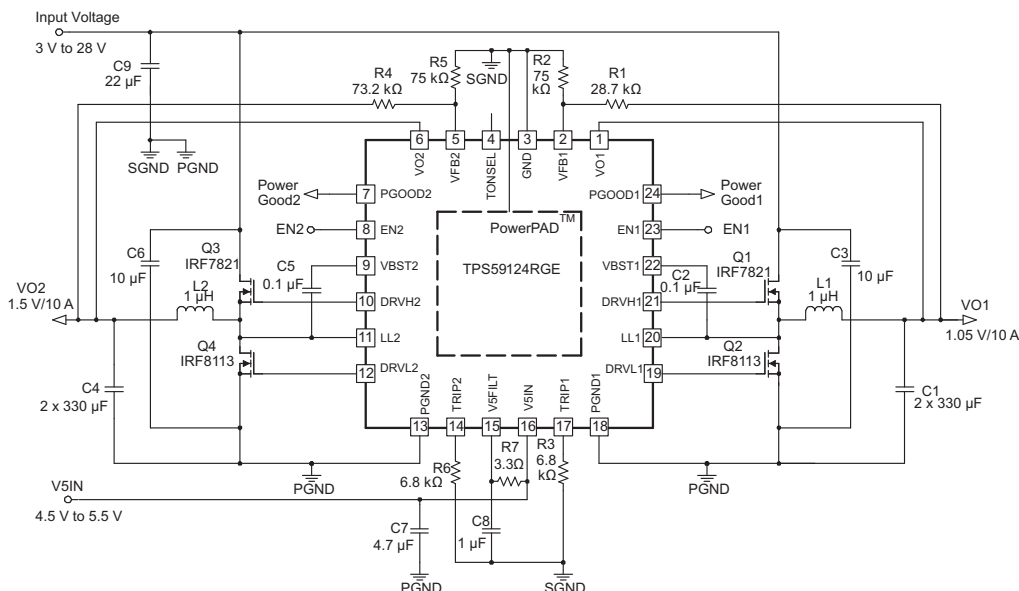 Input Voltage
3 V to 28 V
C9
22 µF
SGND
PGND
R4
73.2 kΩ
R5
75 kΩ
SGND
R2
75
kΩ
R1
28.7 kΩ
6
5
4
3
2
1
VO2
VFB2
TONSEL
GND
VFB1
VO1
Power
Good2
7
PGOOD2
PGOOD1
24
Power
Good1
EN2
8
EN2
EN1
23
EN1
PowerPAD™
TPS59124RGE
C6
10 µF
Q3
IRF7821
C5
0.1 µF
9
VBST2
VBST1
22
C2
0.1 µF
Q1
IRF7821
C3
10 µF
VO2
1.5 V/10 A
L2
1 µH
10
DRVH2
DRVH1
21
L1
1 µH
VO1
1.05 V/10 A
11
LL2
LL1
20
Q4
IRF8113
12
DRVL2
DRVL1
19
Q2
IRF8113
C4
2 x 330 µF
C1
2 x 330 µF
PGND2
TRIP2
V5FILT
V5IN
TRIP1
PGND1
13
14
15
16
17
18
PGND
R6
6.8 kΩ
R7
3.3Ω
R3
6.8
kΩ
PGND
V5IN
4.5 V to 5.5 V
C7
4.7 µF
C8
1 µF
PGND
SGND